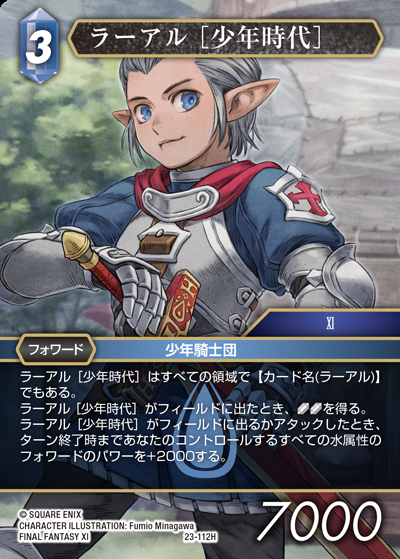 3
ラーアル［少年時代］
XI
フォワード
少年騎士団
ラーアル［少年時代］はすべての領域で【カード名(ラーアル)】
でもある。
ラーアル［少年時代］がフィールドに出たとき、を得る。
ラーアル［少年時代］がフィールドに出るかアタックしたとき、
ターン終了時まであなたのコントロールするすべての水属性の
フォワードのパワーを+2000する。
© SQUARE ENIX
CHARACTER ILLUSTRATION: Fumio Minagawa
FINAL FANTASY XI
23-112H
7000